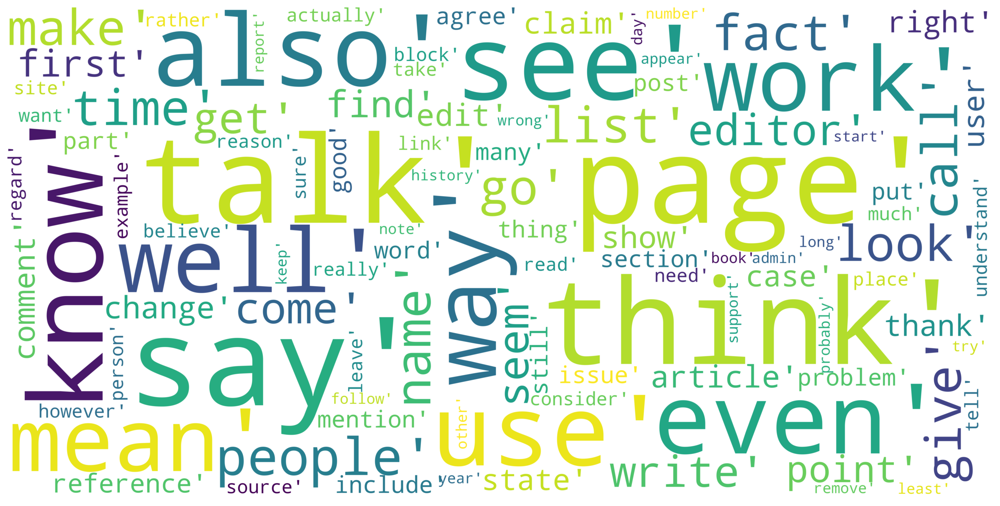 make'
rather'
also'
report'
actually'
agree'
claim'
day'
number'
fact'
right'
first'
see'
block'
take'
appear'
work'
site'
time'
get'
find'
edit'
wrong'
post'
list'
editor'
call'
user'
want'
part'
reason'
sure'
good'
link'
many'
start'
know'
regard'
example'
talk'
history'
go'
page'
put'
much'
understand'
comment'
believe'
well'
note'
word'
way'
thing'
show'
long'
look'
keep'
really'
read'
section'
book'
admin'
need'
case'
place'
change'
come'
name'
seem'
still'
think'
support'
probably'
thank'
try'
person'
say'
leave'
issue'
article'
problem'
give'
tell'
however'
follow'
mention'
consider'
other'
use'
even'
mean'
people'
write'
point'
reference'
source'
include'
year'
state'
remove'
least'